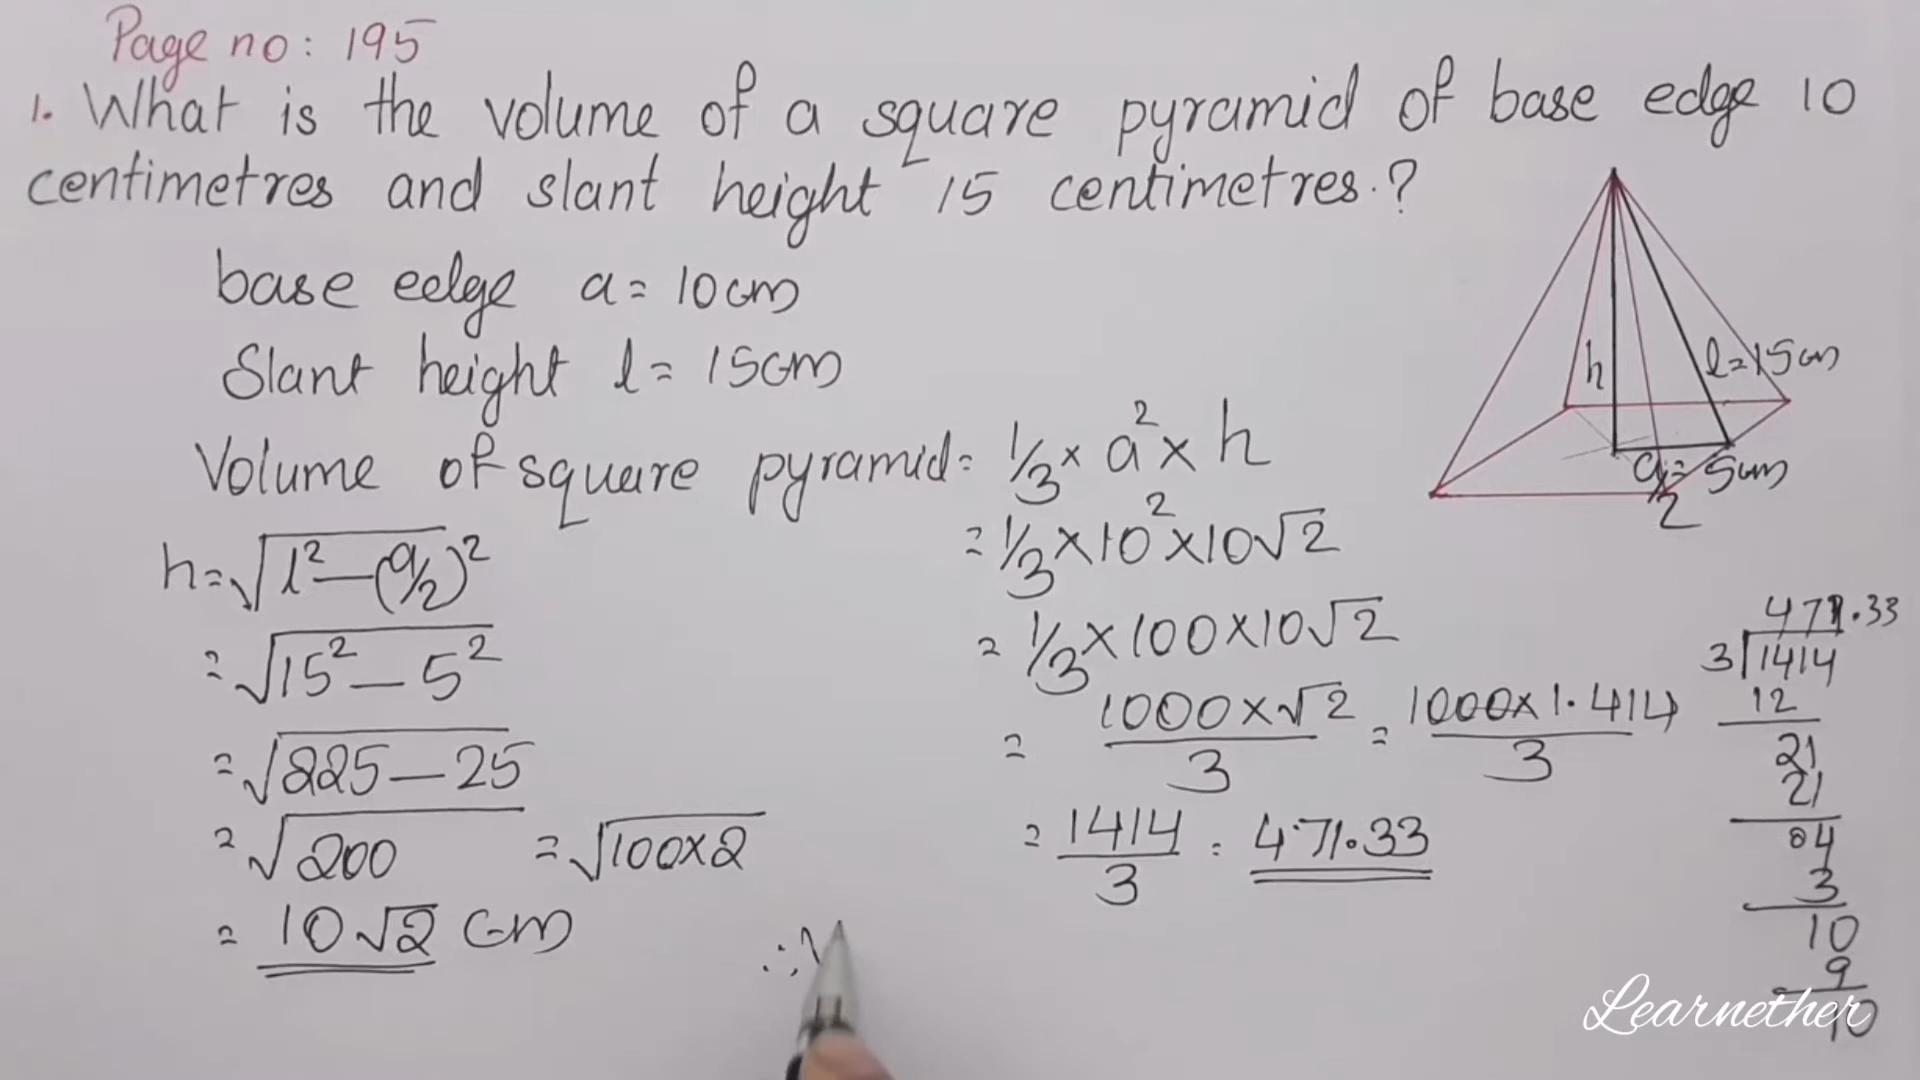 Page no: 195
1. What is the volume of a square pyramid of base edge 10
centimetres and slant height 15 centimetres.?
base edge a = 10cm
Slant height l = 15cm
Volume of square pyramid = 1/3 × a² × h
h = √l² – (a/2)²
= √15² – 5²
= √225 – 25
= √200 = √100×2
= 10√2 cm
= 1/3 × 10² × 10√2
= 1/3 × 100 × 10√2
= 1000 × √2 / 3 = 1000 × 1.414 / 3
= 1414 / 3 = 471.33
∴ V
h
l = 15cm
a/2 = 5cm
471.33
3 1414
12
21
21
04
3
10
9
10
Learnether